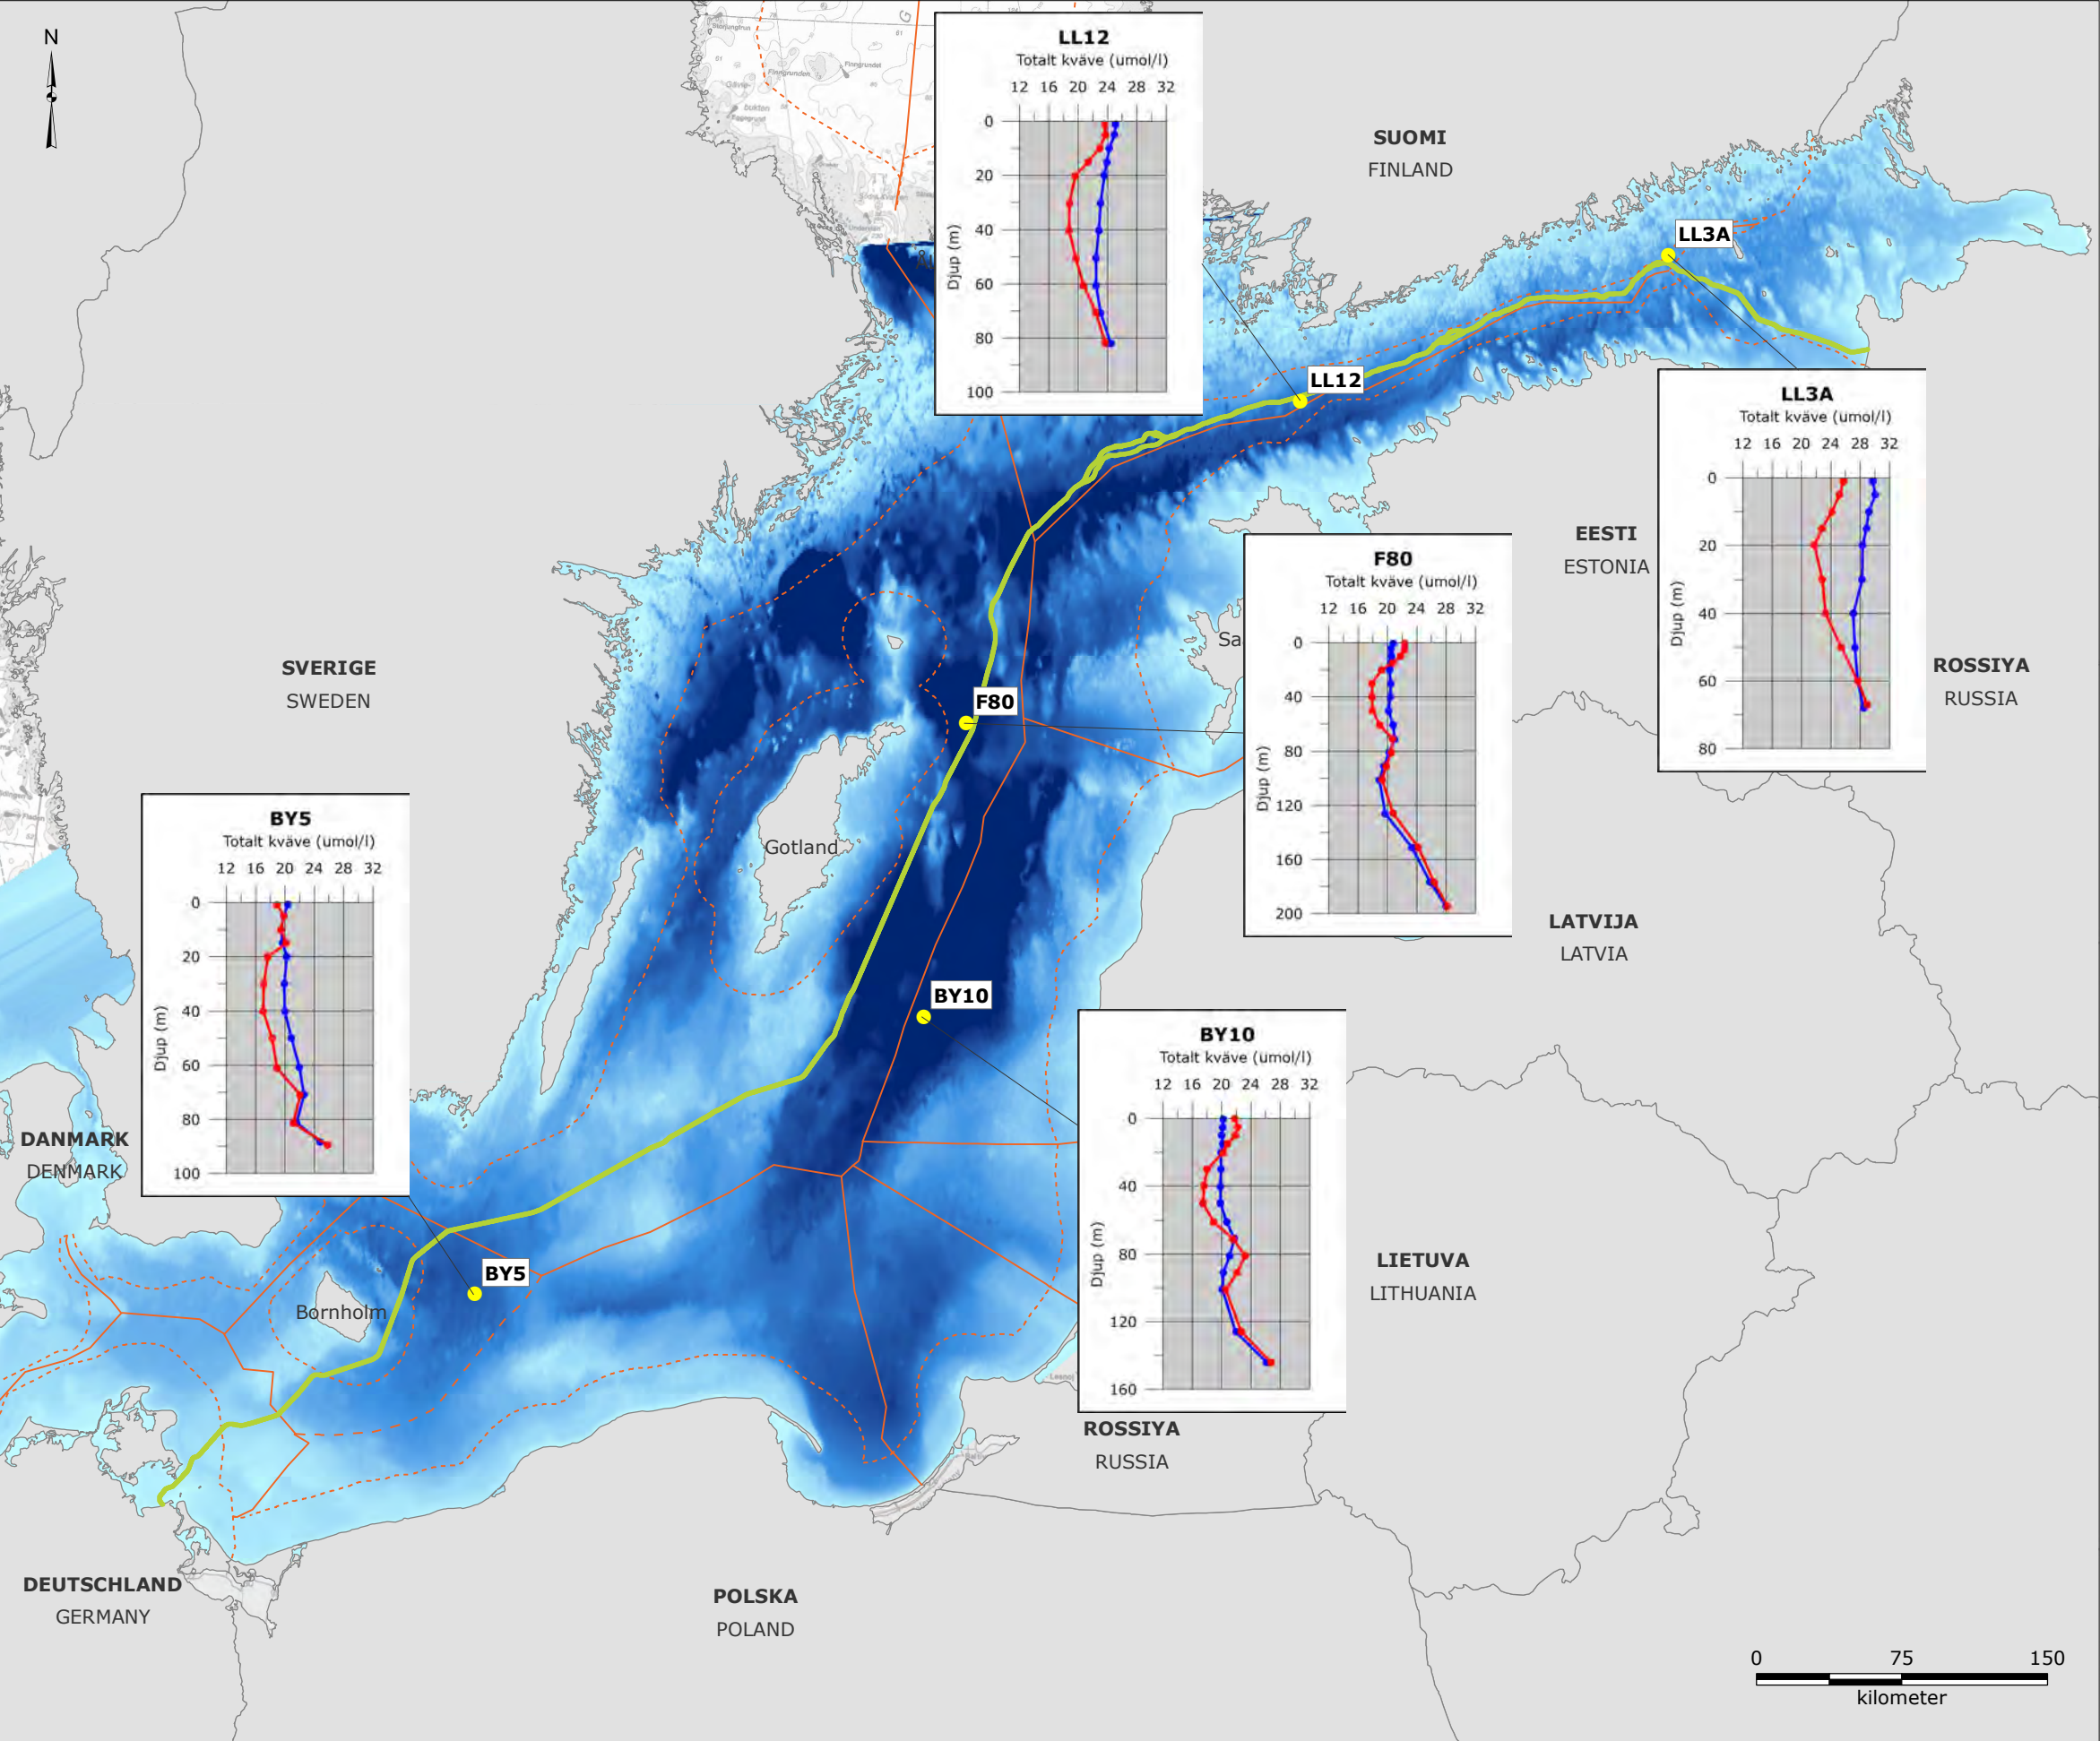 N
LL12
Totalt kväve (umol/l)
12 16 20 24 28 32
0
20
40
60
80
100
Djup (m)
SUOMI
FINLAND
LL3A
LL12
LL3A
Totalt kväve (umol/l)
12 16 20 24 28 32
0
20
40
60
80
Djup (m)
EESTI
ESTONIA
F80
Totalt kväve (umol/l)
12 16 20 24 28 32
0
40
80
120
160
200
Djup (m)
Sa
ROSSIYA
RUSSIA
SVERIGE
SWEDEN
F80
Gotland
BY5
Totalt kväve (umol/l)
12 16 20 24 28 32
0
20
40
60
80
100
Djup (m)
LATVIJA
LATVIA
BY10
BY10
Totalt kväve (umol/l)
12 16 20 24 28 32
0
40
80
120
160
Djup (m)
DANMARK
DENMARK
BY5
Bornholm
LIETUVA
LITHUANIA
ROSSIYA
RUSSIA
DEUTSCHLAND
GERMANY
POLSKA
POLAND
0 75 150
kilometer